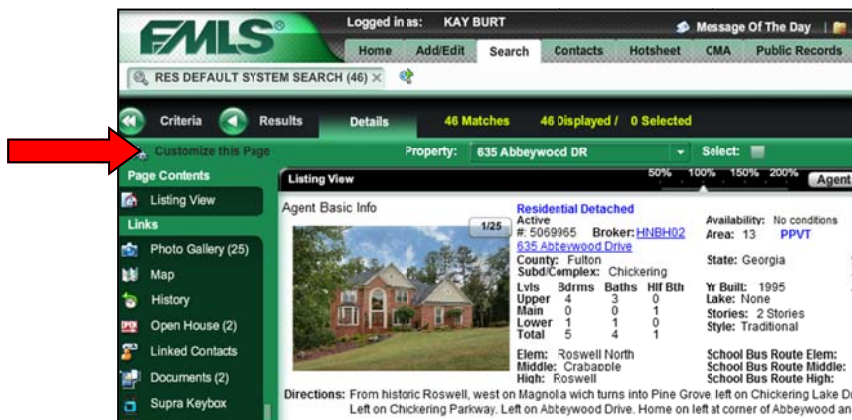 FMLS®
Logged in as: KAY BURT
Message Of The Day
Home Add/Edit Search Contacts Hotsheet CMA Public Records
RES DEFAULT SYSTEM SEARCH (46) ×
Criteria Results Details 46 Matches 46 Displayed / 0 Selected
Customize this Page Property: 635 Abbeywood DR Select:
Page Contents
Listing View
Links
Photo Gallery (25)
Map
History
Open House (2)
Linked Contacts
Documents (2)
Supra Keybox
Listing View 50% 100% 150% 200% Agent
Agent Basic Info
1/25
Residential Detached
Active Availability: No conditions
#: 5069965 Broker: HNBH02 Area: 13 PPVT
635 Abbeywood Drive
County: Fulton State: Georgia
Subd/Complex: Chickering
Lvls Bdrms Baths Hlf Bth Yr Built: 1995
Upper 4 3 0 Lake: None
Main 0 0 1 Stories: 2 Stories
Lower 1 1 0 Style: Traditional
Total 5 4 1
Elem: Roswell North School Bus Route Elem:
Middle: Crabapple School Bus Route Middle:
High: Roswell School Bus Route High:
Directions: From historic Roswell, west on Magnolia wich turns into Pine Grove left on Chickering Lake
Left on Chickering Parkway. Left on Abbeywood Drive. Home on left at corner of Abbeywood